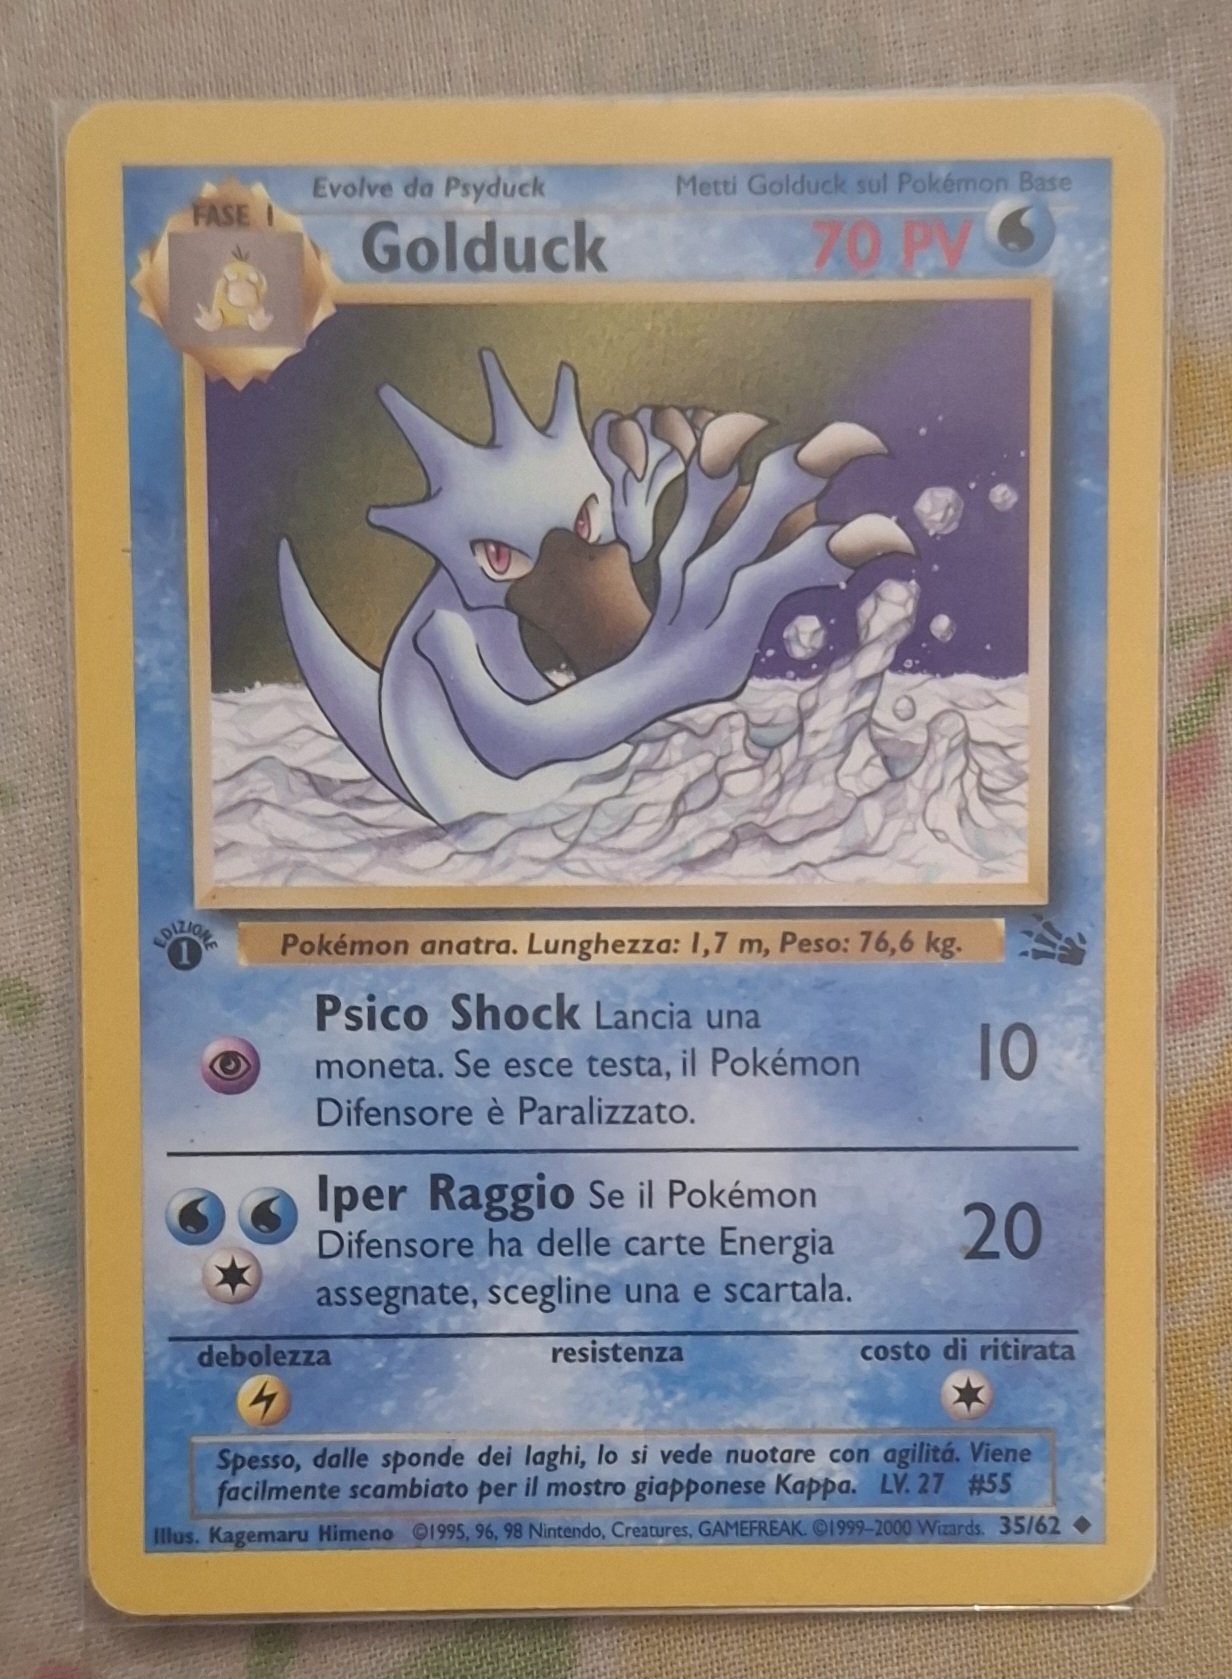 Evolve da Psyduck
Metti Golduck sul Pokémon Base
FASE 1
Golduck
70 PV
EDIZIONE
1
Pokémon anatra. Lunghezza: 1,7 m, Peso: 76,6 kg.
Psico Shock Lancia una
moneta. Se esce testa, il Pokémon
Difensore è Paralizzato.
10
Iper Raggio Se il Pokémon
Difensore ha delle carte Energia
assegnate, scegline una e scartala.
20
debolezza
resistenza
costo di ritirata
Spesso, dalle sponde dei laghi, lo si vede nuotare con agilitá. Viene
facilmente scambiato per il mostro giapponese Kappa. LV. 27 #55
Illus. Kagemaru Himeno ©1995, 96, 98 Nintendo, Creatures, GAMEFREAK. ©1999–2000 Wizards. 35/62